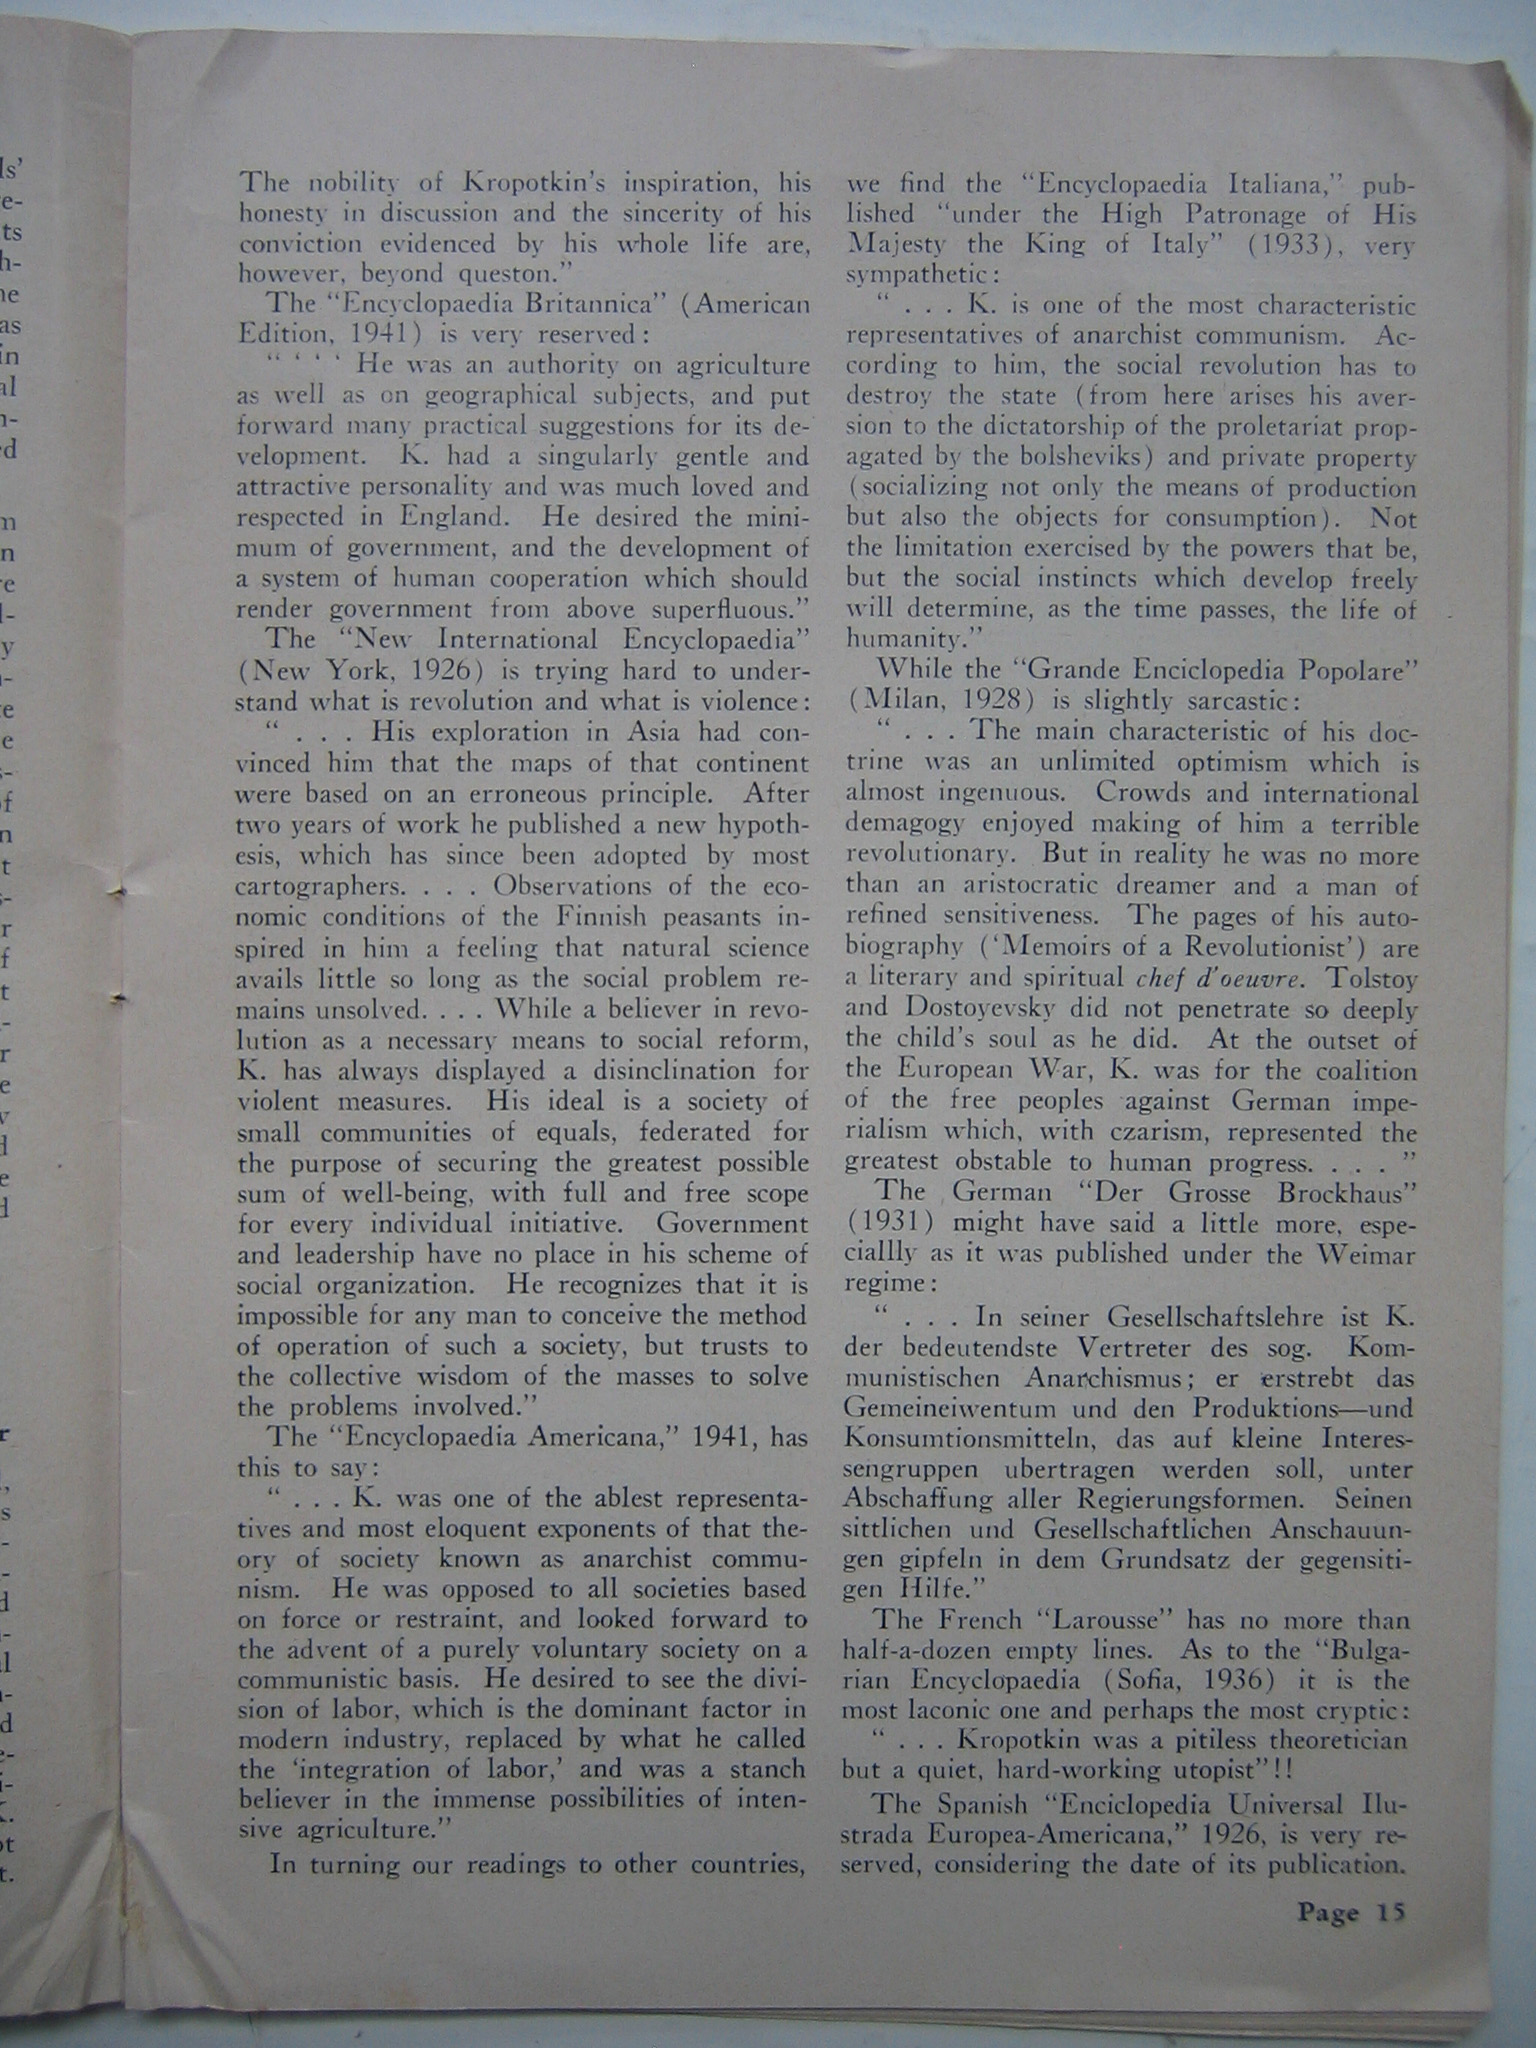 The nobility of Kropotkin's inspiration, his
honesty in discussion and the sincerity of his
conviction evidenced by his whole life are,
however, beyond queston."
The "Encyclopaedia Britannica" (American
Edition, 1941) is very reserved:
" ‘ ‘ ‘ He was an authority on agriculture
as well as on geographical subjects, and put
forward many practical suggestions for its de-
velopment. K. had a singularly gentle and
attractive personality and was much loved and
respected in England. He desired the mini-
mum of government, and the development of
a system of human cooperation which should
render government from above superfluous."
The "New International Encyclopaedia"
(New York, 1926) is trying hard to under-
stand what is revolution and what is violence:
" . . . His exploration in Asia had con-
vinced him that the maps of that continent
were based on an erroneous principle. After
two years of work he published a new hypoth-
esis, which has since been adopted by most
cartographers. . . . Observations of the eco-
nomic conditions of the Finnish peasants in-
spired in him a feeling that natural science
avails little so long as the social problem re-
mains unsolved. . . . While a believer in revo-
lution as a necessary means to social reform,
K. has always displayed a disinclination for
violent measures. His ideal is a society of
small communities of equals, federated for
the purpose of securing the greatest possible
sum of well-being, with full and free scope
for every individual initiative. Government
and leadership have no place in his scheme of
social organization. He recognizes that it is
impossible for any man to conceive the method
of operation of such a society, but trusts to
the collective wisdom of the masses to solve
the problems involved."
The "Encyclopaedia Americana," 1941, has
this to say:
" . . . K. was one of the ablest representa-
tives and most eloquent exponents of that the-
ory of society known as anarchist commu-
nism. He was opposed to all societies based
on force or restraint, and looked forward to
the advent of a purely voluntary society on a
communistic basis. He desired to see the divi-
sion of labor, which is the dominant factor in
modern industry, replaced by what he called
the 'integration of labor,' and was a stanch
believer in the immense possibilities of inten-
sive agriculture."
In turning our readings to other countries,
we find the "Encyclopaedia Italiana," pub-
lished "under the High Patronage of His
Majesty the King of Italy" (1933), very
sympathetic:
" . . . K. is one of the most characteristic
representatives of anarchist communism. Ac-
cording to him, the social revolution has to
destroy the state (from here arises his aver-
sion to the dictatorship of the proletariat prop-
agated by the bolsheviks) and private property
(socializing not only the means of production
but also the objects for consumption). Not
the limitation exercised by the powers that be,
but the social instincts which develop freely
will determine, as the time passes, the life of
humanity."
While the "Grande Enciclopedia Popolare"
(Milan, 1928) is slightly sarcastic:
" . . . The main characteristic of his doc-
trine was an unlimited optimism which is
almost ingenuous. Crowds and international
demagogy enjoyed making of him a terrible
revolutionary. But in reality he was no more
than an aristocratic dreamer and a man of
refined sensitiveness. The pages of his auto-
biography ('Memoirs of a Revolutionist') are
a literary and spiritual chef d'oeuvre. Tolstoy
and Dostoyevsky did not penetrate so deeply
the child's soul as he did. At the outset of
the European War, K. was for the coalition
of the free peoples against German impe-
rialism which, with czarism, represented the
greatest obstable to human progress. . . . "
The German "Der Grosse Brockhaus"
(1931) might have said a little more, espe-
ciallly as it was published under the Weimar
regime:
" . . . In seiner Gesellschaftslehre ist K.
der bedeutendste Vertreter des sog. Kom-
munistischen Anarchismus; er erstrebt das
Gemeineiwentum und den Produktions—und
Konsumtionsmitteln, das auf kleine Interes-
sengruppen ubertragen werden soll, unter
Abschaffung aller Regierungsformen. Seinen
sittlichen und Gesellschaftlichen Anschauun-
gen gipfeln in dem Grundsatz der gegensiti-
gen Hilfe."
The French "Larousse" has no more than
half-a-dozen empty lines. As to the "Bulga-
rian Encyclopaedia (Sofia, 1936) it is the
most laconic one and perhaps the most cryptic:
" . . . Kropotkin was a pitiless theoretician
but a quiet, hard-working utopist"!!
The Spanish "Enciclopedia Universal Ilu-
strada Europea-Americana," 1926, is very re-
served, considering the date of its publication.
Page 15